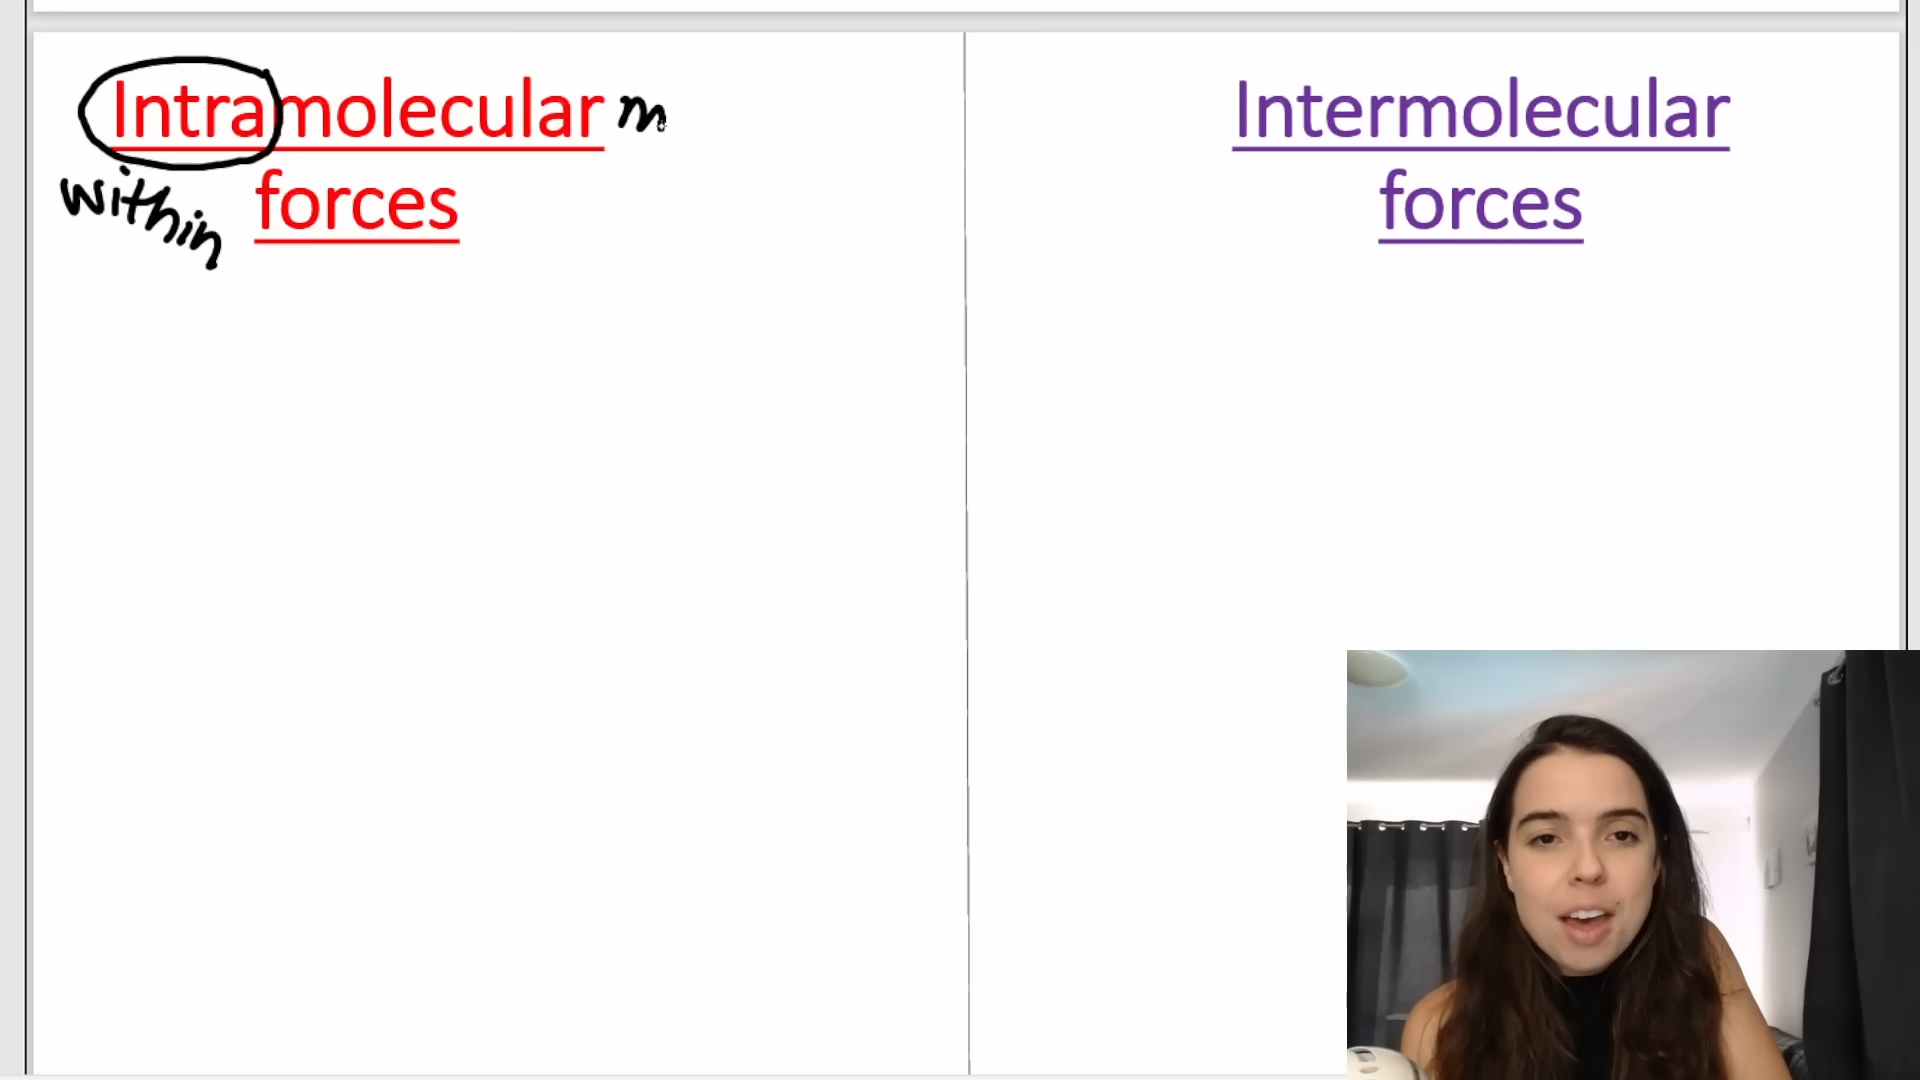 Intramolecular m
forces
within
Intermolecular
forces